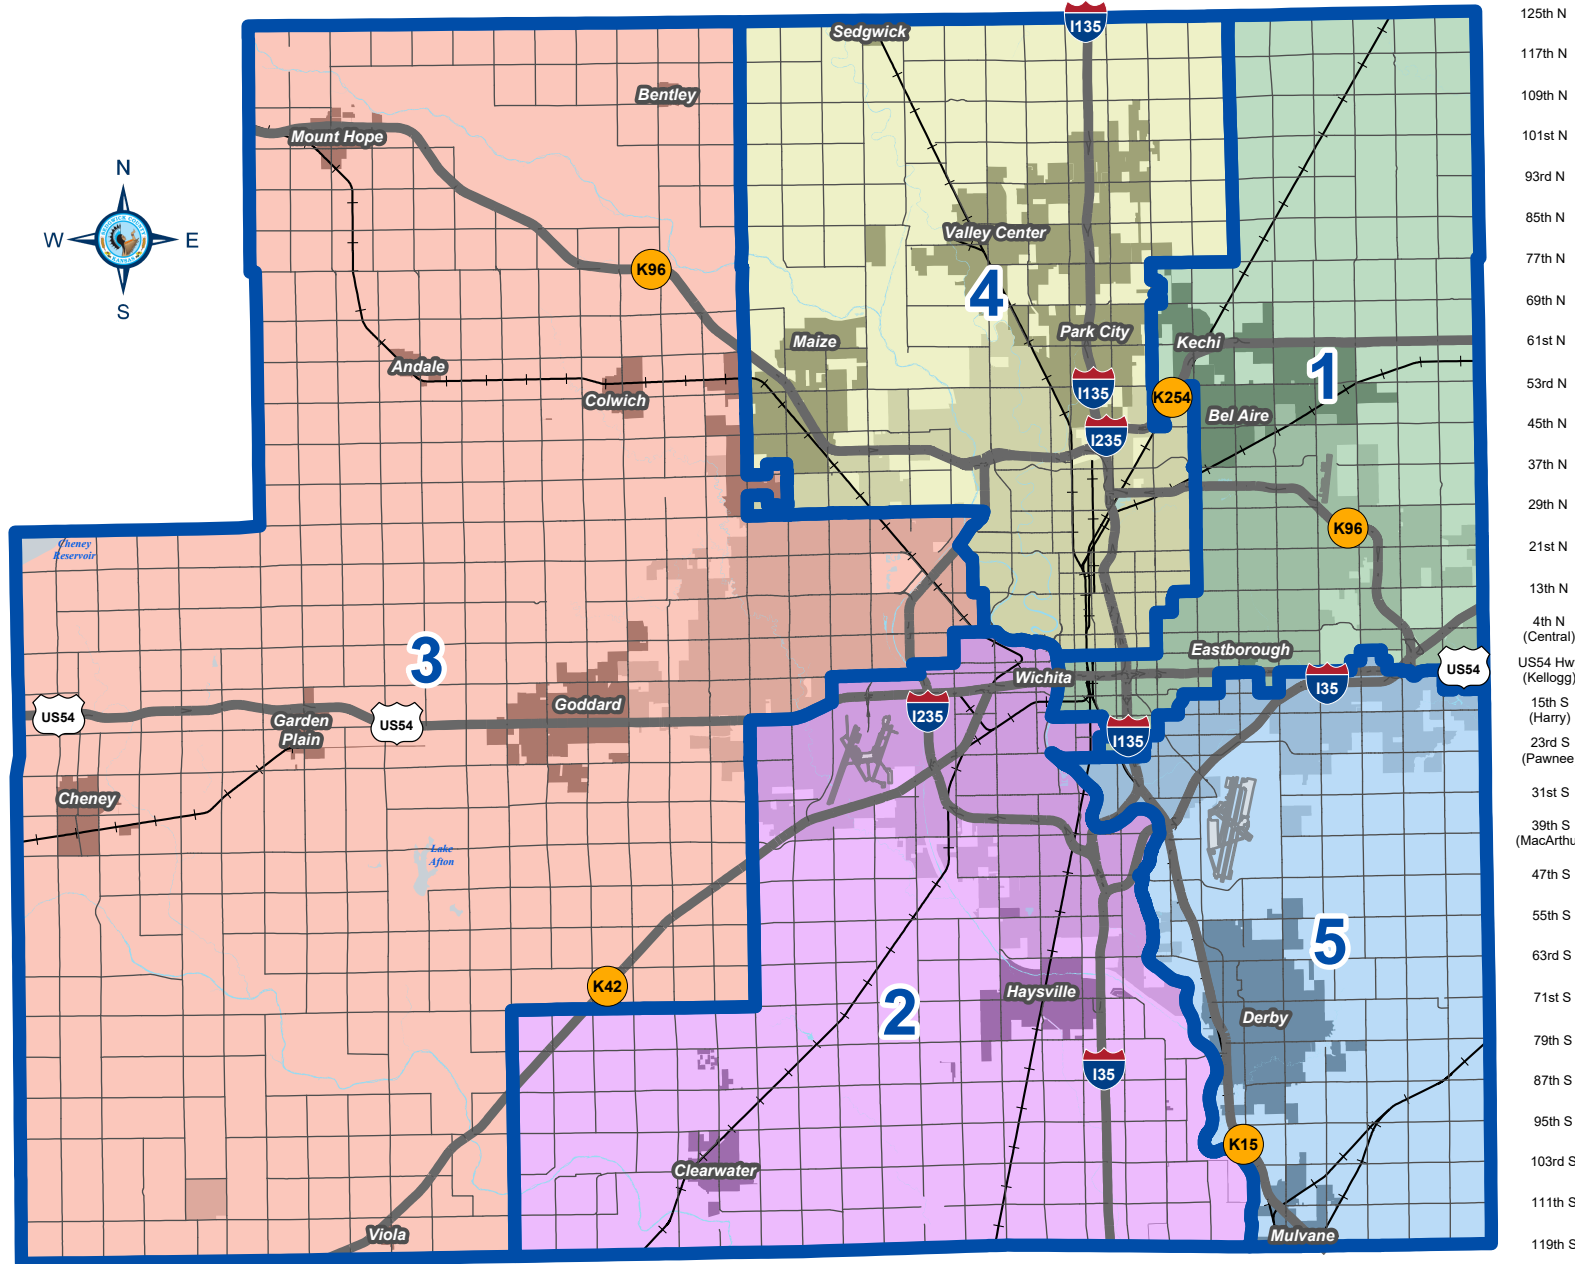 125th N
I135
Sedgwick
117th N
Bentley
109th N
Mount Hope
101st N
N
93rd N
85th N
Valley Center
W
E
77th N
K96
4
69th N
S
Park City
Maize
Kechi
61st N
Andale
1
53rd N
I135
K254
Colwich
Bel Aire
45th N
I235
37th N
29th N
K96
Cheney
Reservoir
21st N
13th N
4th N
(Central)
3
Eastborough
US54 Hw
(Kellogg)
US54
Wichita
I35
Goddard
15th S
(Harry)
US54
US54
Garden
Plain
I235
I135
23rd S
(Pawnee
31st S
Cheney
39th S
(MacArthu
Lake
Afton
47th S
55th S
5
63rd S
K42
Haysville
71st S
2
Derby
79th S
I35
87th S
95th S
K15
103rd S
Clearwater
111th S
Viola
Mulvane
119th S